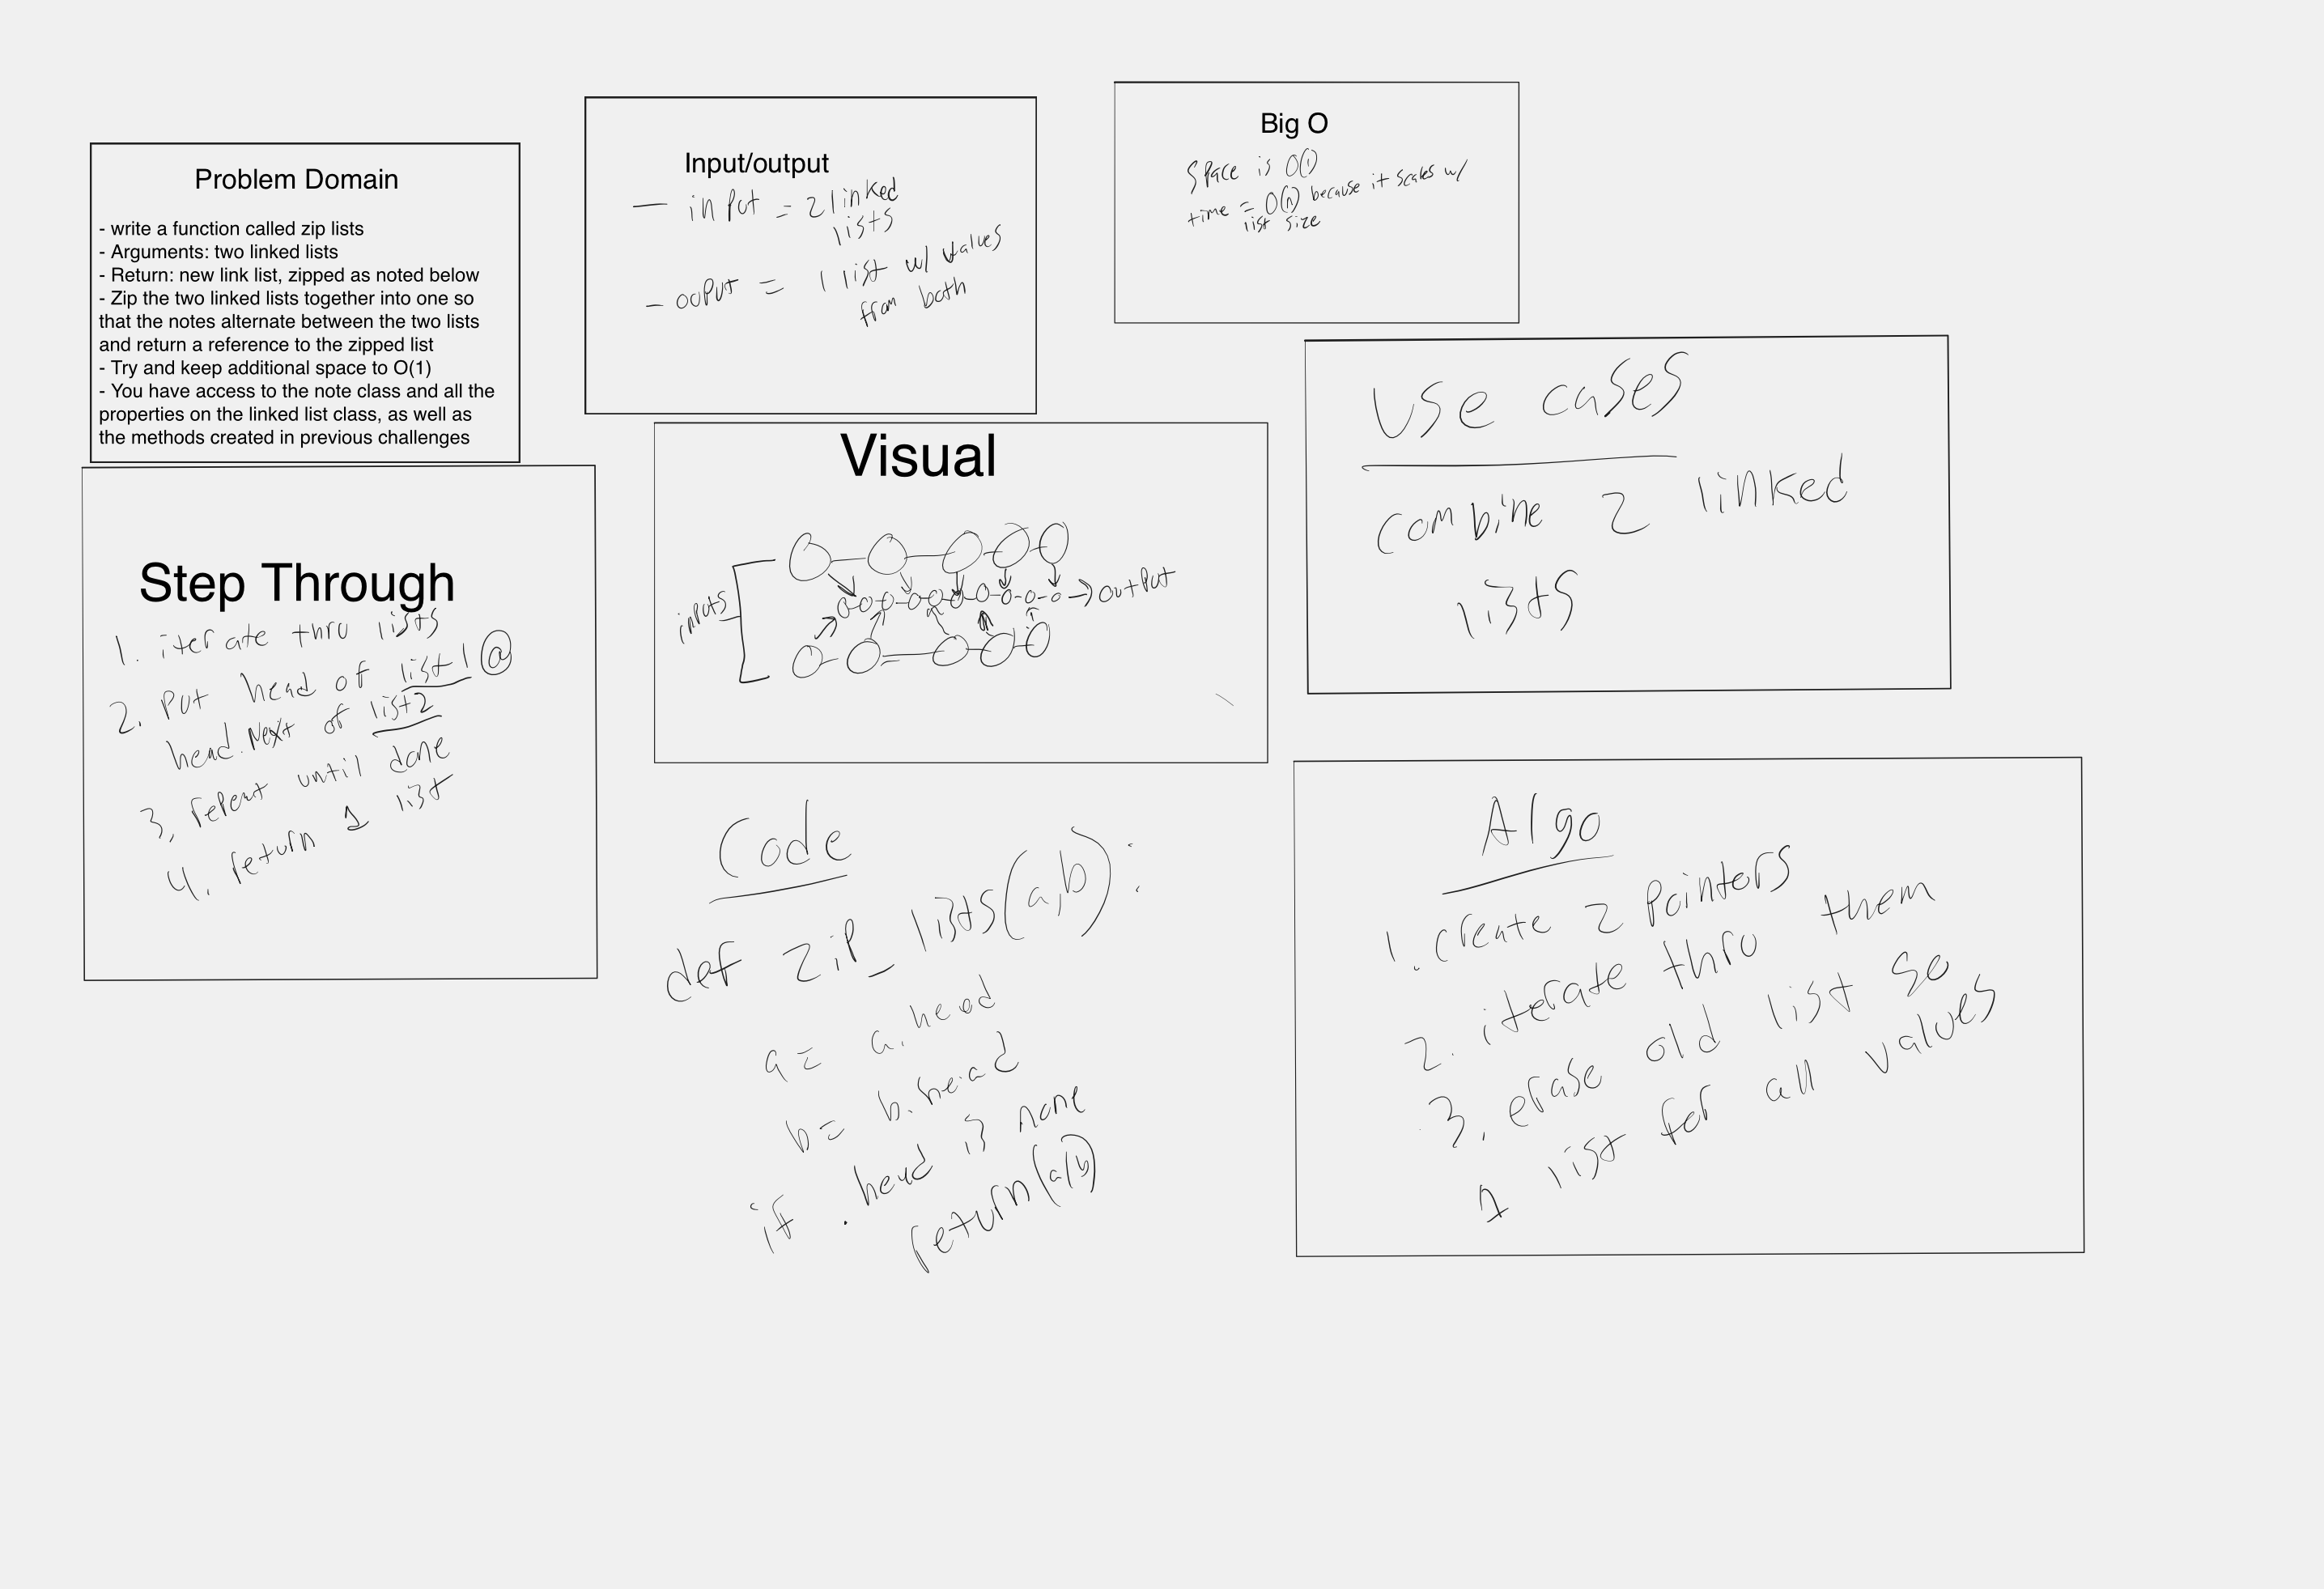 Problem Domain
- write a function called zip lists
- Arguments: two linked lists
- Return: new link list, zipped as noted below
- Zip the two linked lists together into one so
that the notes alternate between the two lists
and return a reference to the zipped list
- Try and keep additional space to O(1)
- You have access to the note class and all the
properties on the linked list class, as well as
the methods created in previous challenges
Input/output
- input = 2 linked
lists
- ooput = 1 list w/ values
from both
Big O
Space is O(1)
time = O(n) because it scales w/
list size
Step Through
1. iterate thru lists
2. put head of list 1 @
head.next of list 2
3. repeat until done
4. return 1 list
Visual
inputs
output
use cases
combine 2 linked
lists
Code
def zip_lists(a,b):
a = a.head
b = b.head
if .head is none
return (a/b)
Algo
1. create 2 pointers
2. iterate thru them
3. erase old list so
1 list for all values